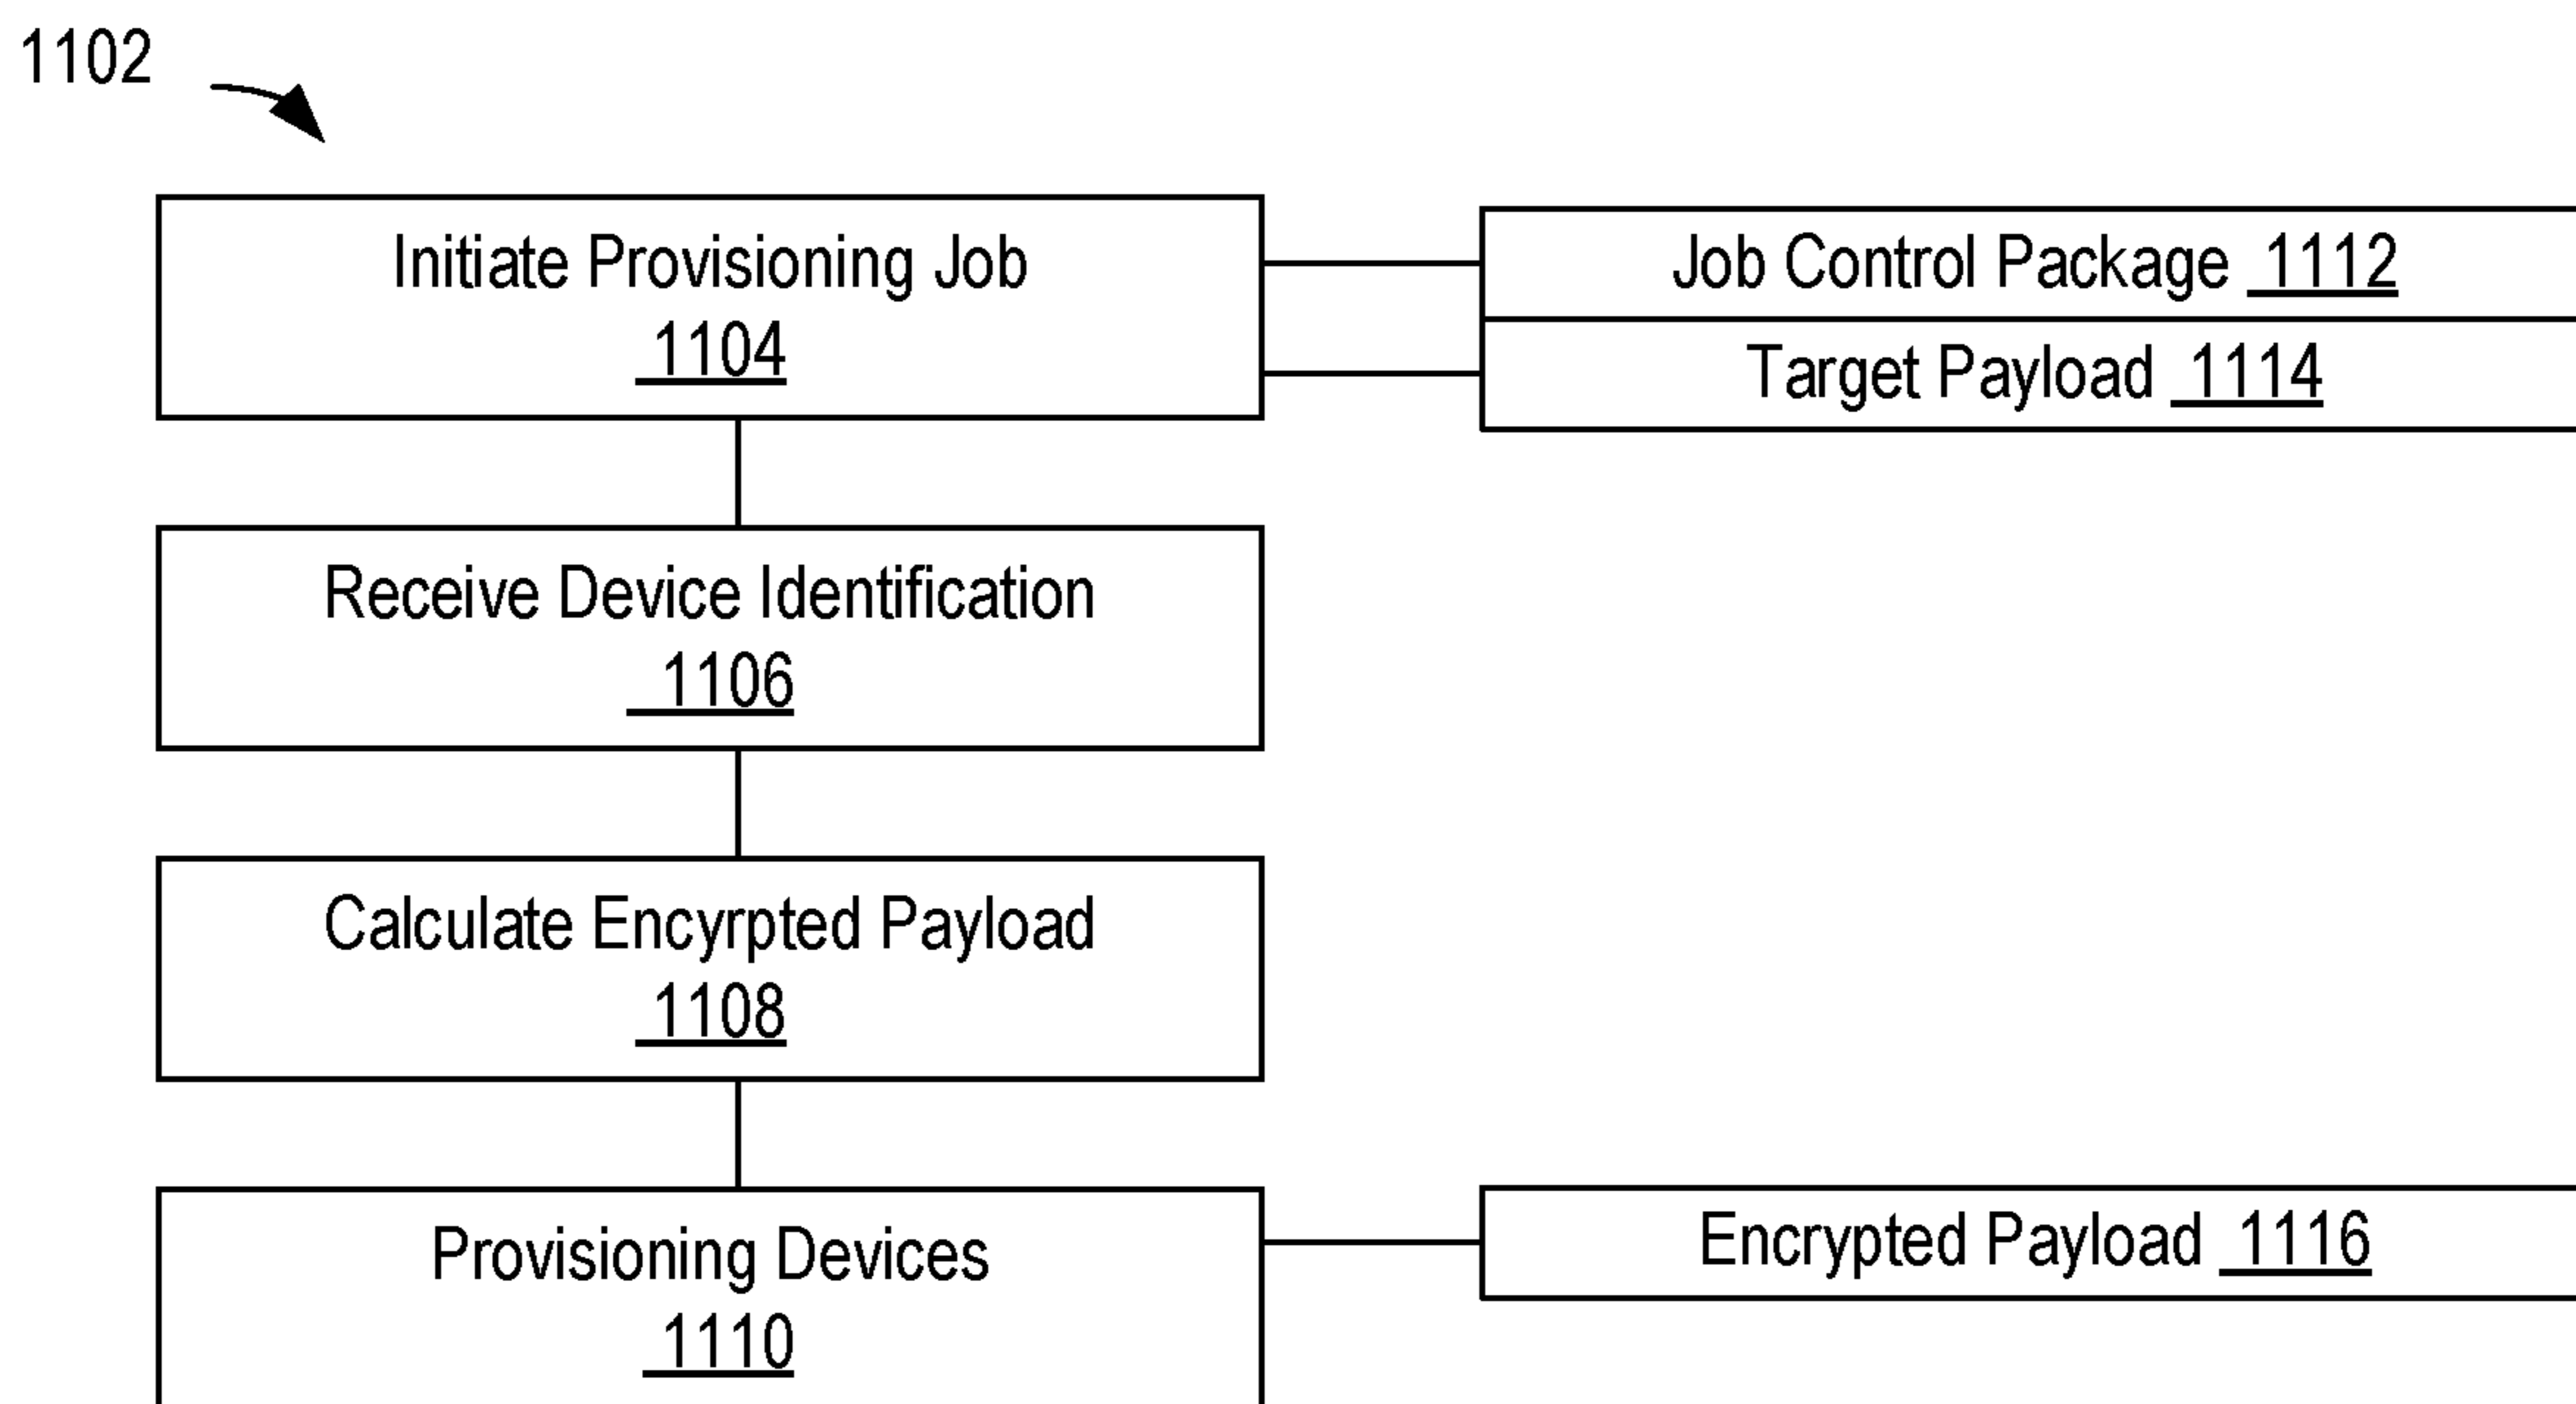 1102
Initiate Provisioning Job
1104
Job Control Package 1112
Target Payload 1114
Receive Device Identification
1106
Calculate Encyrpted Payload
1108
Provisioning Devices
1110
Encrypted Payload 1116